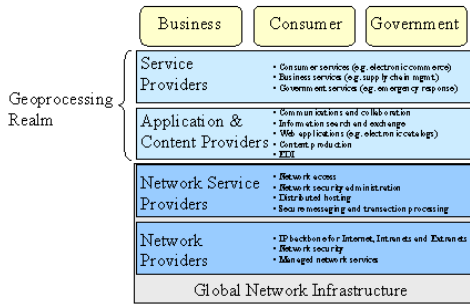 Business
Consumer
Government
Geoprocessing
Realm
Service
Providers
• Consumer services (e.g. electronic commerce)
• Business services (e.g. supply chain mgmt.)
• Government services (e.g. emergency response)
Application &
Content Providers
• Communications and collaboration
• Information search and exchange
• Web applications (e.g. electronic catalogs)
• Content production
• EDI
Network Service
Providers
• Network access
• Network security administration
• Distributed hosting
• Secure messaging and transaction processing
Network
Providers
• IP backbone for Internet, Intranets and Extranets
• Network security
• Managed network services
Global Network Infrastructure